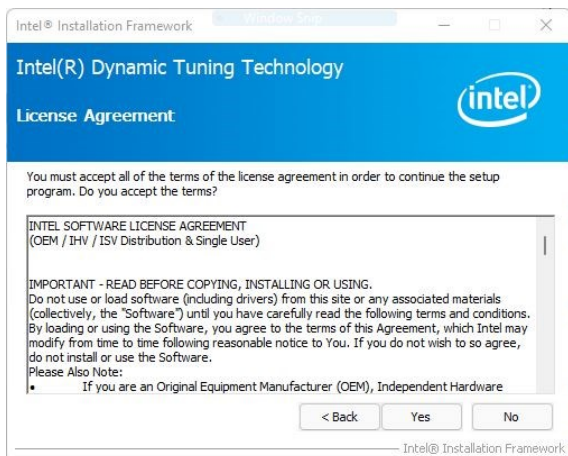 Intel® Installation Framework
Window Snip
Intel(R) Dynamic Tuning Technology
License Agreement
intel
You must accept all of the terms of the license agreement in order to continue the setup
program. Do you accept the terms?
INTEL SOFTWARE LICENSE AGREEMENT
(OEM / IHV / ISV Distribution & Single User)
IMPORTANT - READ BEFORE COPYING, INSTALLING OR USING.
Do not use or load software (including drivers) from this site or any associated materials
(collectively, the "Software") until you have carefully read the following terms and conditions.
By loading or using the Software, you agree to the terms of this Agreement, which Intel may
modify from time to time following reasonable notice to You. If you do not wish to so agree,
do not install or use the Software.
Please Also Note:
• If you are an Original Equipment Manufacturer (OEM), Independent Hardware
< Back Yes No
Intel® Installation Framework